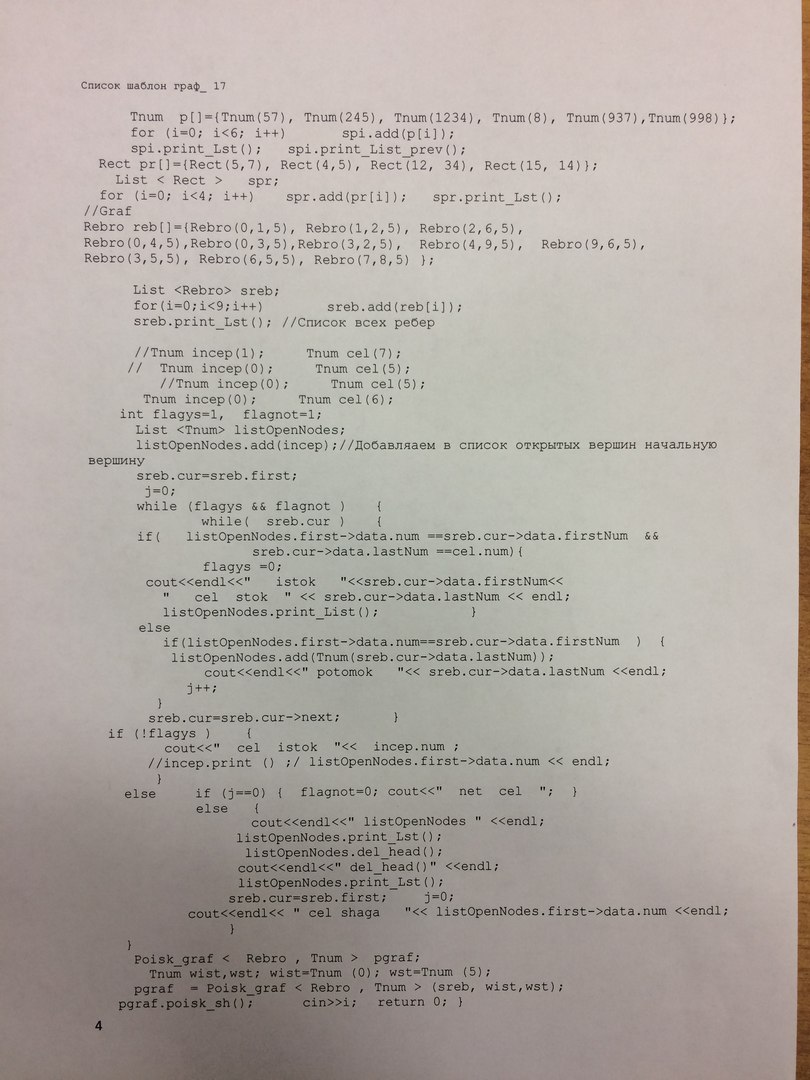 Список шаблон граф_ 17
Tnum p[]={Tnum(57), Tnum(245), Tnum(1234), Tnum(8), Tnum(937),Tnum(998)};
for (i=0; i<6; i++) spi.add(p[i]);
spi.print_Lst(); spi.print_List_prev();
Rect pr[]={Rect(5,7), Rect(4,5), Rect(12, 34), Rect(15, 14)};
List < Rect > spr;
for (i=0; i<4; i++) spr.add(pr[i]); spr.print_Lst();
//Graf
Rebro reb[]={Rebro(0,1,5), Rebro(1,2,5), Rebro(2,6,5),
Rebro(0,4,5),Rebro(0,3,5),Rebro(3,2,5), Rebro(4,9,5), Rebro(9,6,5),
Rebro(3,5,5), Rebro(6,5,5), Rebro(7,8,5) };
List <Rebro> sreb;
for(i=0;i<9;i++) sreb.add(reb[i]);
sreb.print_Lst(); //Список всех ребер
//Tnum incep(1); Tnum cel(7);
// Tnum incep(0); Tnum cel(5);
//Tnum incep(0); Tnum cel(5);
Tnum incep(0); Tnum cel(6);
int flagys=1, flagnot=1;
List <Tnum> listOpenNodes;
listOpenNodes.add(incep);//Добавляаем в список открытых вершин начальную
вершину
sreb.cur=sreb.first;
j=0;
while (flagys && flagnot ) {
while( sreb.cur ) {
if( listOpenNodes.first->data.num ==sreb.cur->data.firstNum &&
sreb.cur->data.lastNum ==cel.num){
flagys =0;
cout<<endl<<" istok "<<sreb.cur->data.firstNum<<
" cel stok " << sreb.cur->data.lastNum << endl;
listOpenNodes.print_List(); }
else
if(listOpenNodes.first->data.num==sreb.cur->data.firstNum ) {
listOpenNodes.add(Tnum(sreb.cur->data.lastNum));
cout<<endl<<" potomok "<< sreb.cur->data.lastNum <<endl;
j++;
}
sreb.cur=sreb.cur->next; }
if (!flagys ) {
cout<<" cel istok "<< incep.num ;
//incep.print () ;/ listOpenNodes.first->data.num << endl;
}
else if (j==0) { flagnot=0; cout<<" net cel "; }
else {
cout<<endl<<" listOpenNodes " <<endl;
listOpenNodes.print_Lst();
listOpenNodes.del_head();
cout<<endl<<" del_head()" <<endl;
listOpenNodes.print_Lst();
sreb.cur=sreb.first; j=0;
cout<<endl<< " cel shaga "<< listOpenNodes.first->data.num <<endl;
}
}
Poisk_graf < Rebro , Tnum > pgraf;
Tnum wist,wst; wist=Tnum (0); wst=Tnum (5);
pgraf = Poisk_graf < Rebro , Tnum > (sreb, wist,wst);
pgraf.poisk_sh(); cin>>i; return 0; }
4